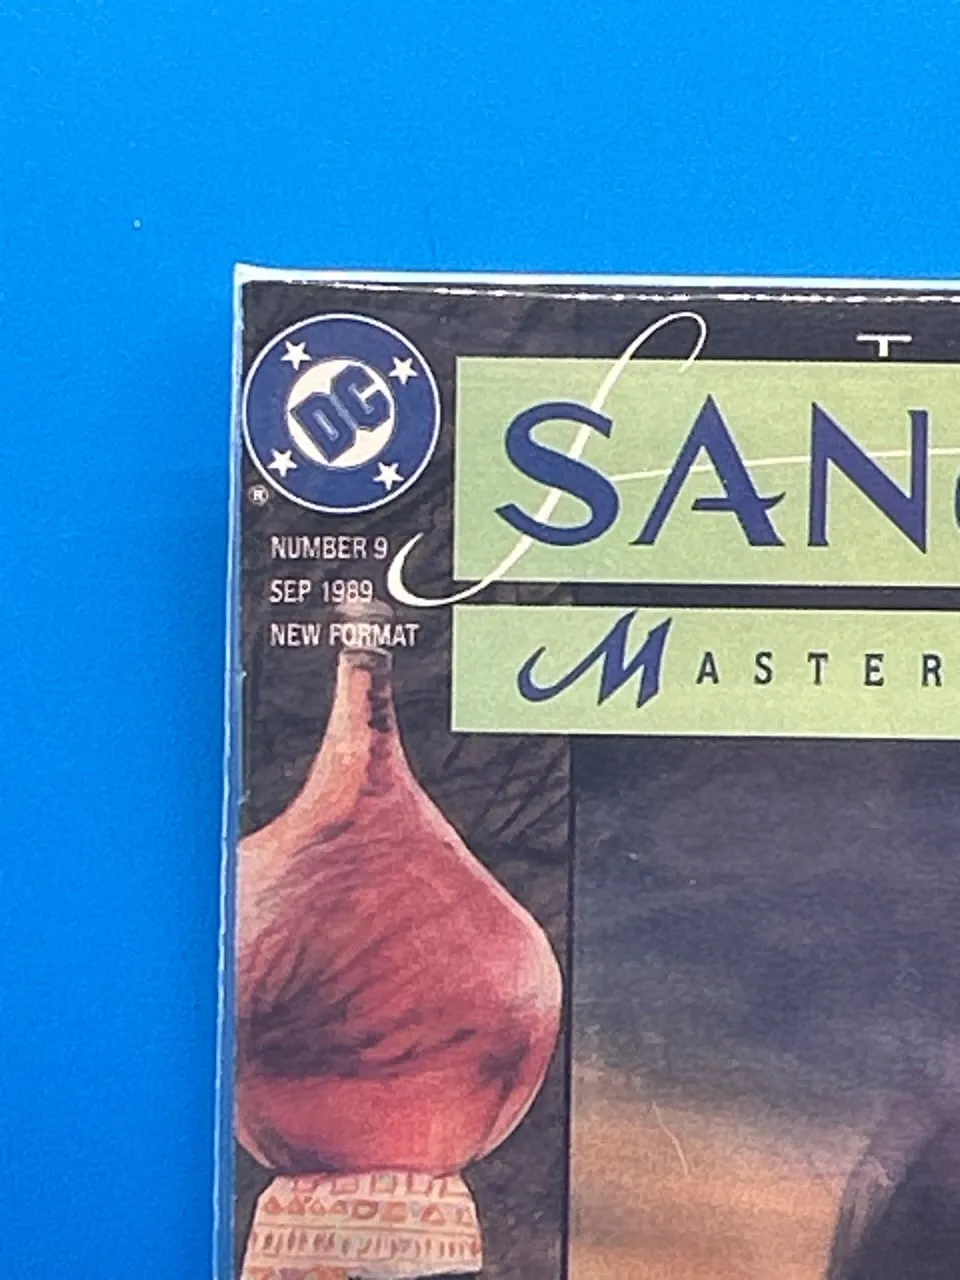 DC
®
T
SAN
MASTER
NUMBER 9
SEP 1989
NEW FORMAT